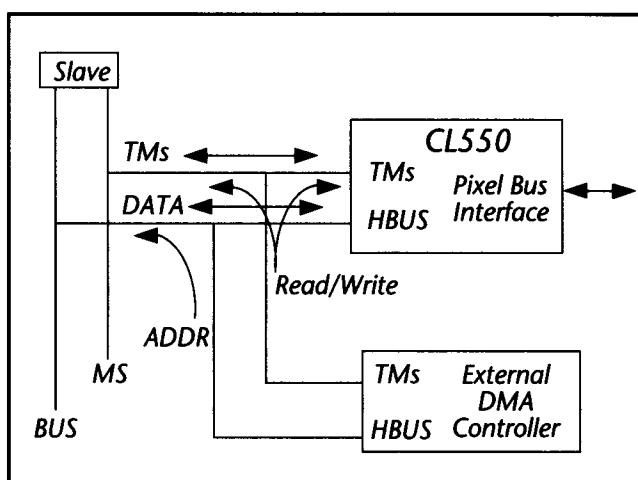 Slave
TMs
CL550
TMs
Pixel Bus
Interface
DATA
HBUS
Read/Write
ADDR
MS
BUS
TMs
External
DMA
HBUS
Controller